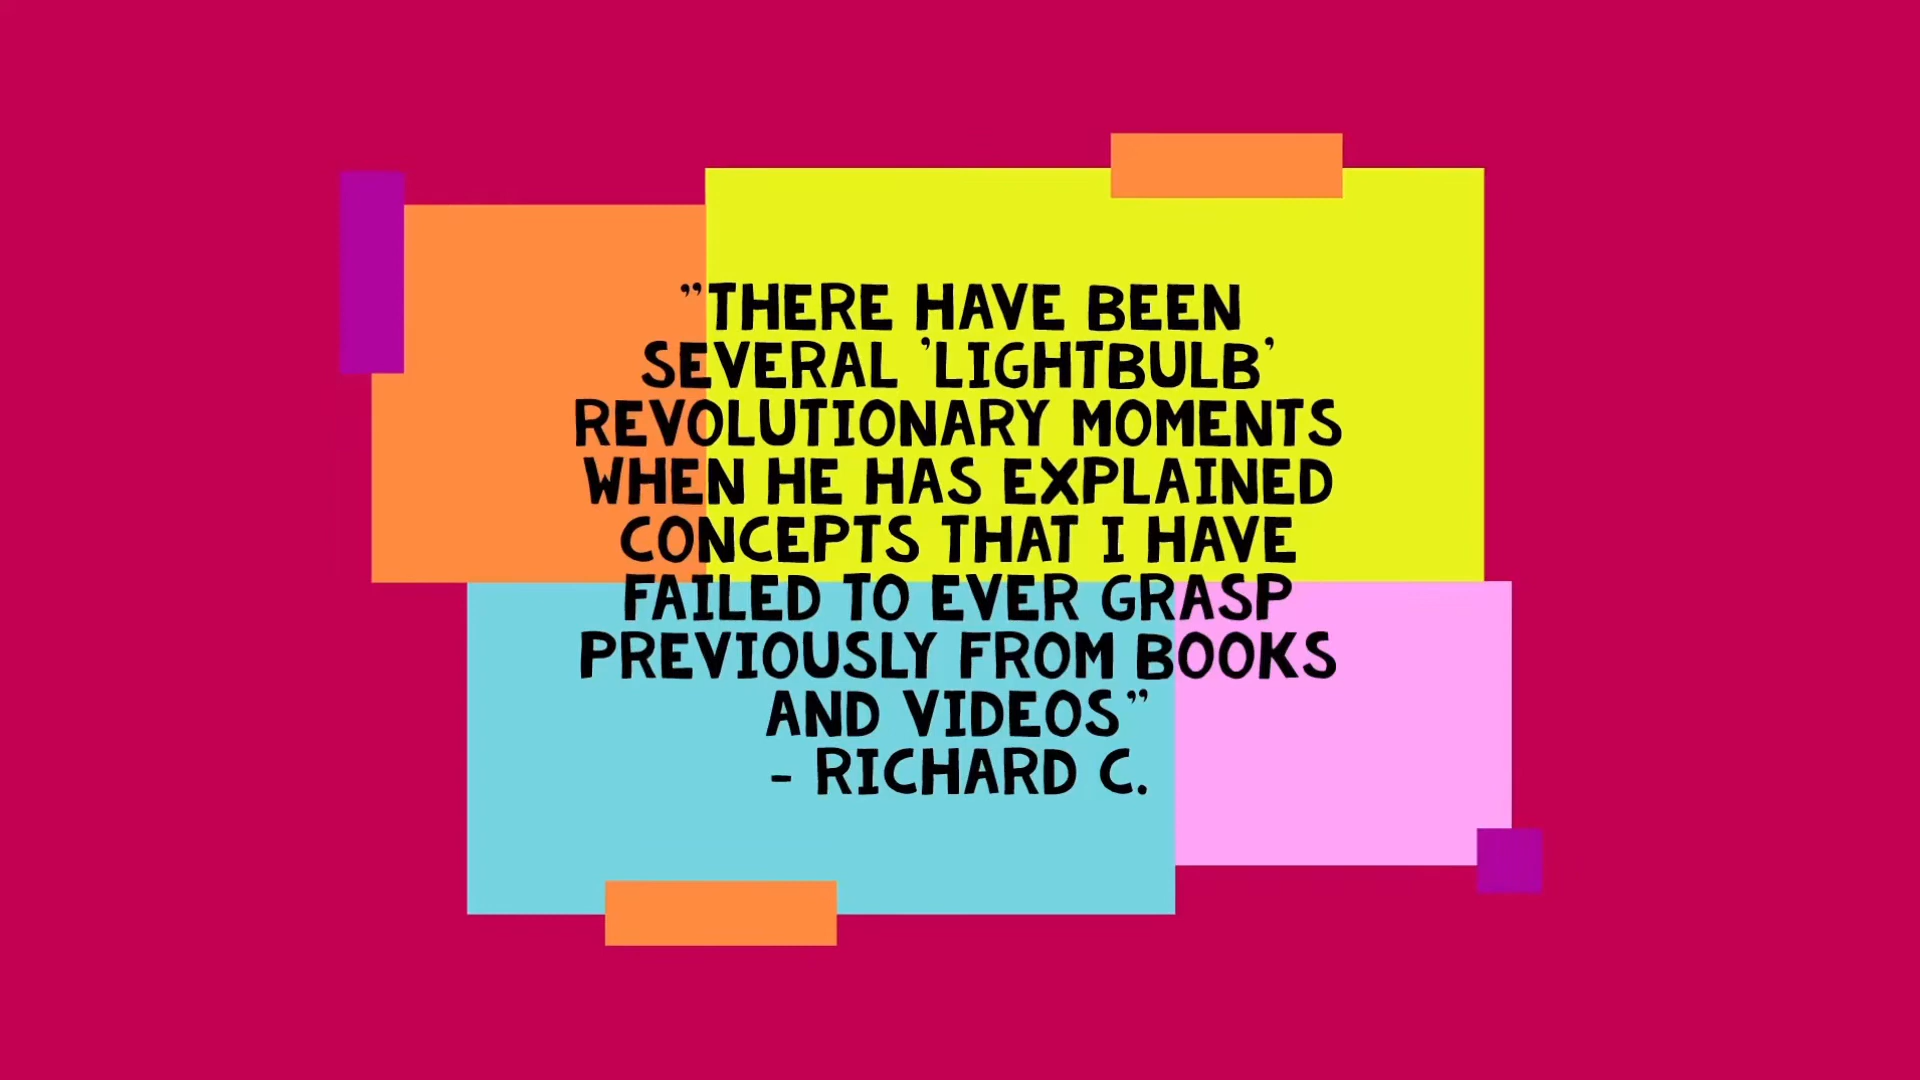 ”THERE HAVE BEEN
SEVERAL ’LIGHTBULB’
REVOLUTIONARY MOMENTS
WHEN HE HAS EXPLAINED
CONCEPTS THAT I HAVE
FAILED TO EVER GRASP
PREVIOUSLY FROM BOOKS
AND VIDEOS”
- RICHARD C.